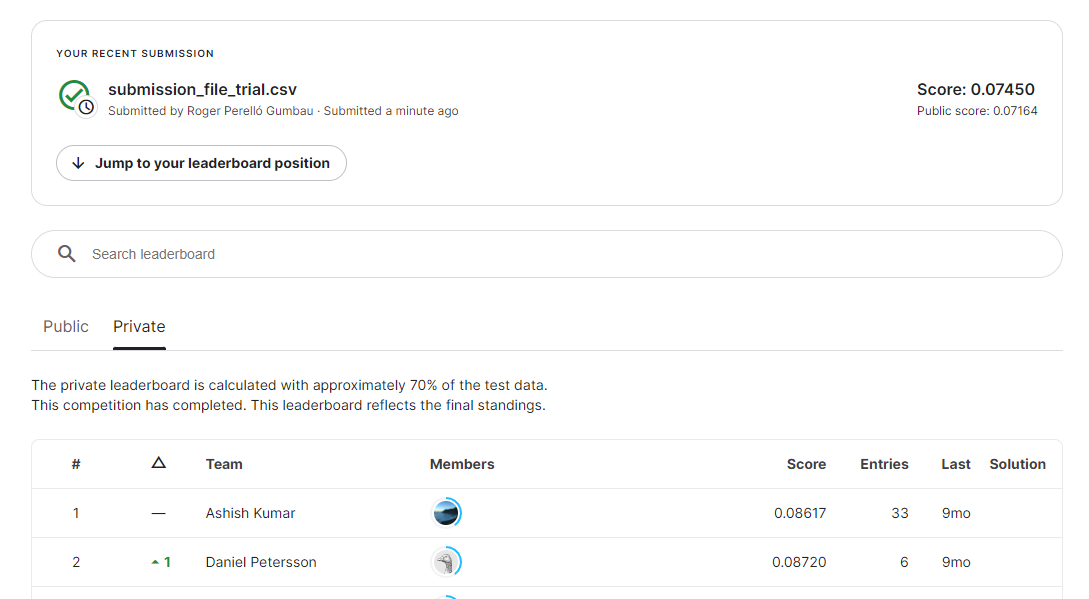 YOUR RECENT SUBMISSION
submission_file_trial.csv
Score: 0.07450
Submitted by Roger Perelló Gumbau · Submitted a minute ago
Public score: 0.07164
Jump to your leaderboard position
Search leaderboard
Public Private
The private leaderboard is calculated with approximately 70% of the test data.
This competition has completed. This leaderboard reflects the final standings.
# △ Team Members Score Entries Last Solution
1 — Ashish Kumar 0.08617 33 9mo
2 1 Daniel Petersson 0.08720 6 9mo